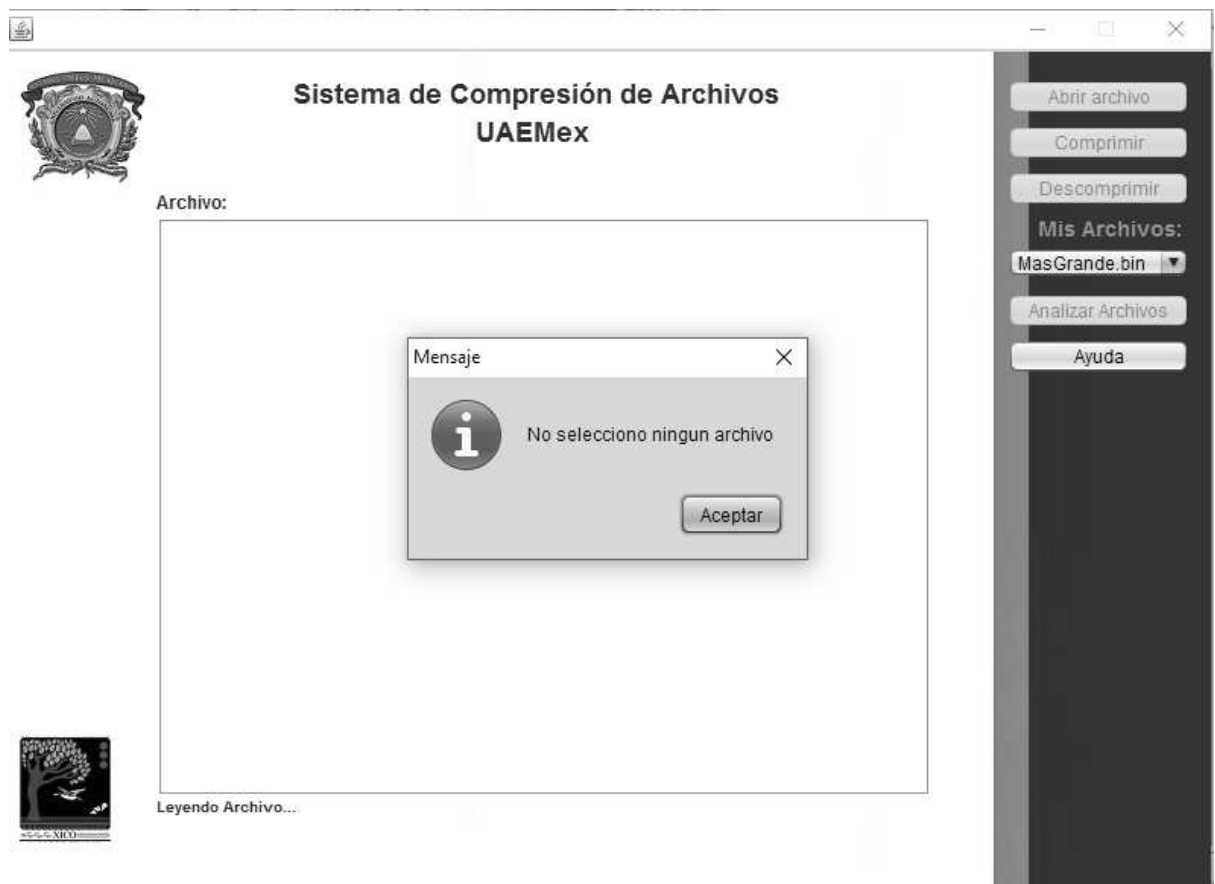 Sistema de Compresión de Archivos
UAEMex
Archivo:
Mensaje
No selecciono ningun archivo
Aceptar
Leyendo Archivo...
Abrir archivo
Comprimir
Descomprimir
Mis Archivos:
MasGrande.bin
Analizar Archivos
Ayuda
XICO